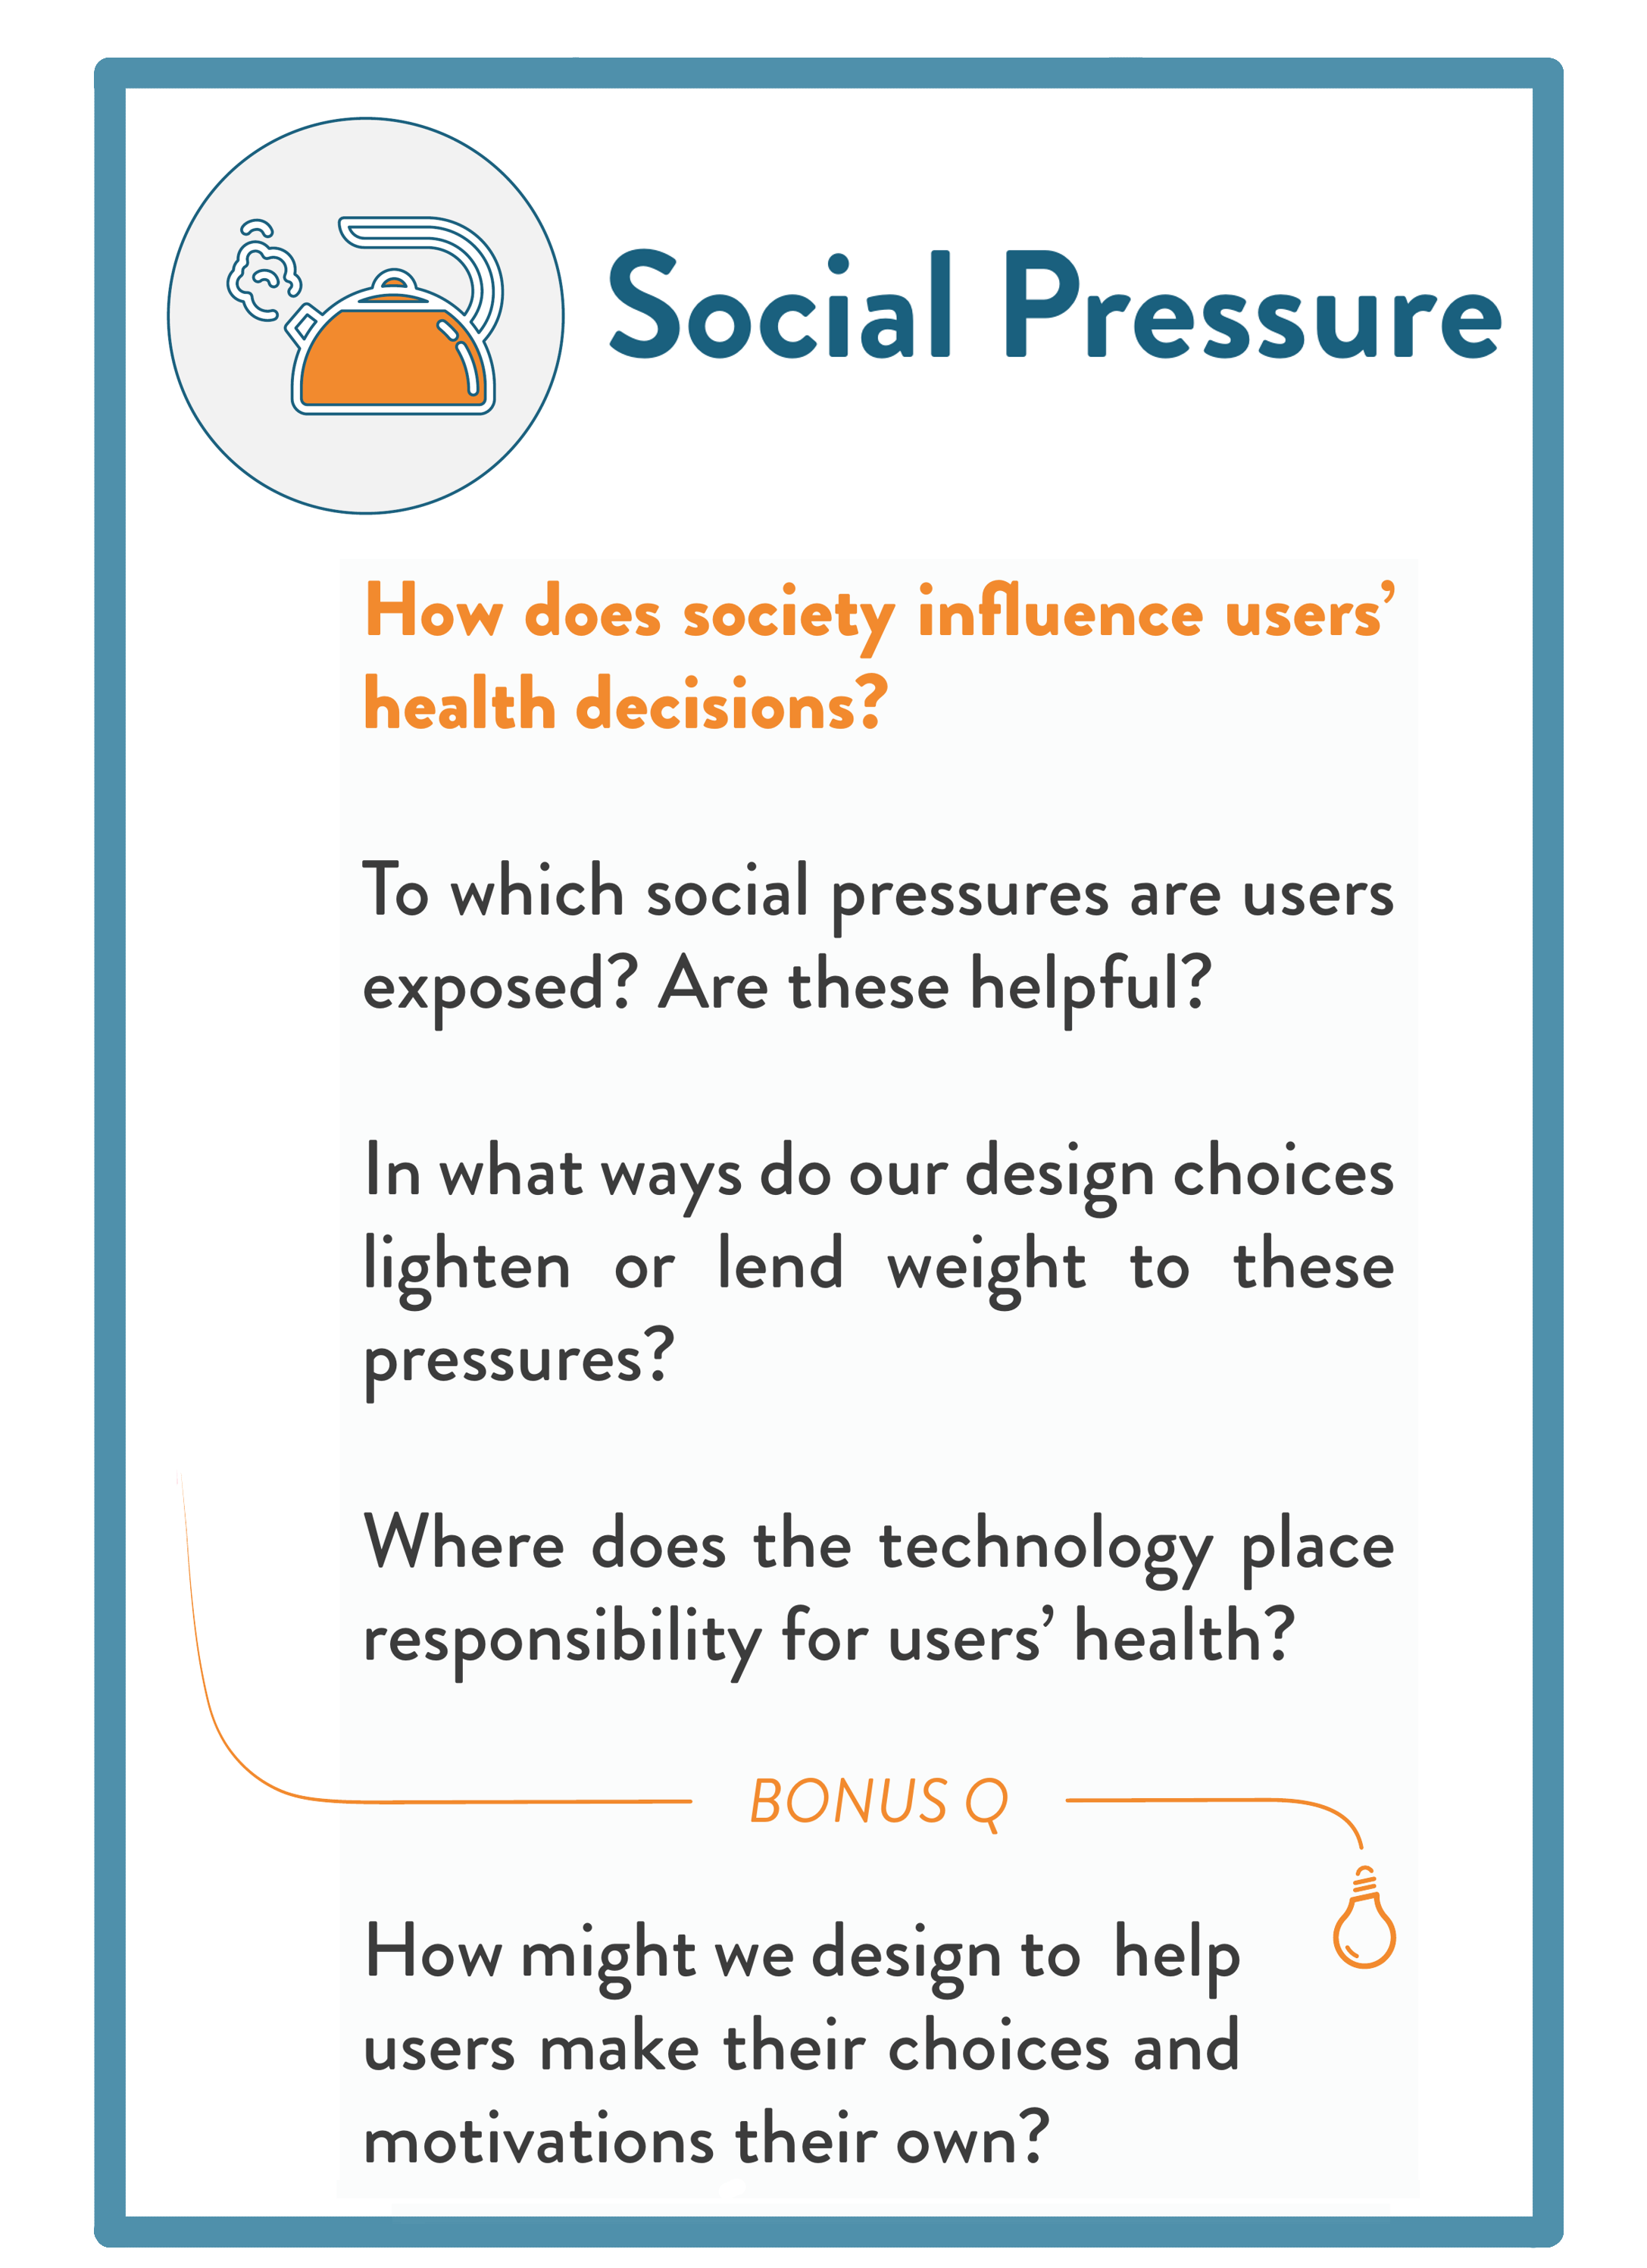 Social Pressure
How does society influence users’
health decisions?
To which social pressures are users
exposed? Are these helpful?
In what ways do our design choices
lighten or lend weight to these
pressures?
Where does the technology place
responsibility for users’ health?
BONUS Q
How might we design to help
users make their choices and
motivations their own?